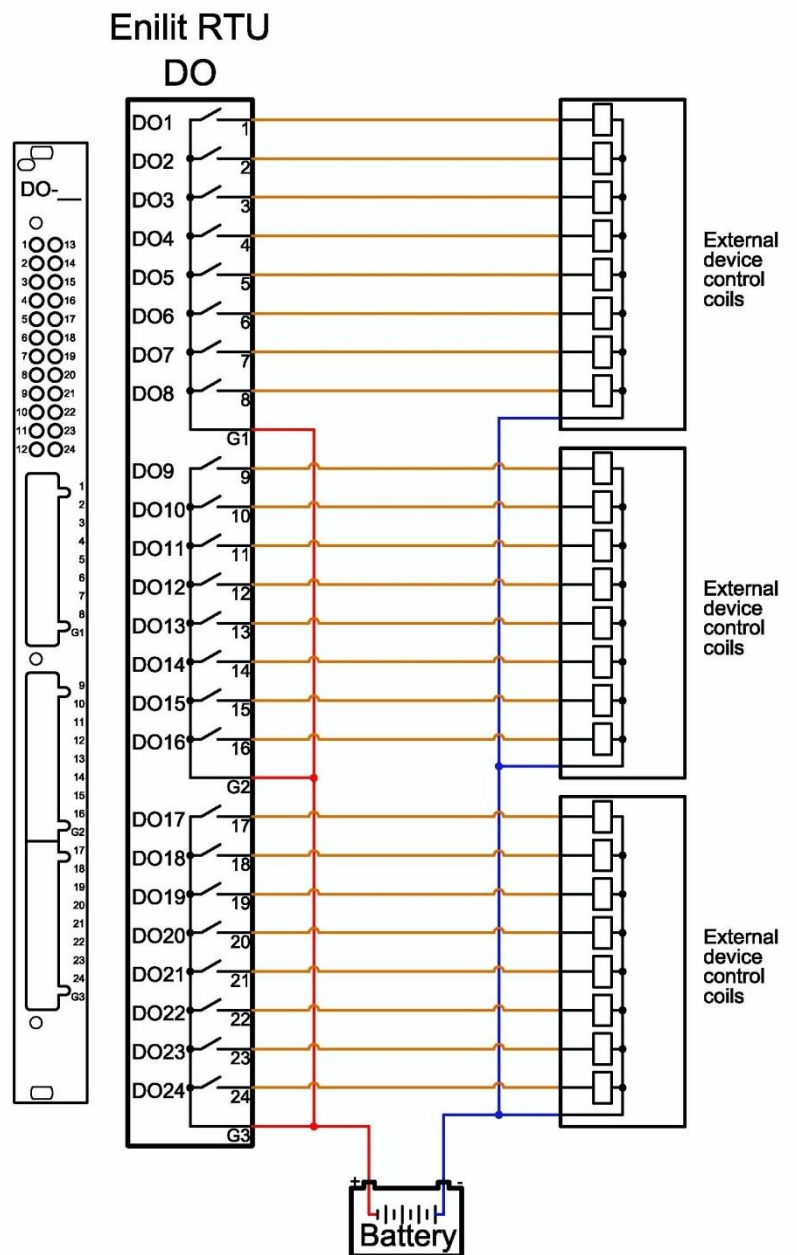 Enilit RTU
DO
DO-__
1 13
2 14
3 15
4 16
5 17
6 18
7 19
8 20
9 21
10 22
11 23
12 24
1
2
3
4
5
6
7
8
G1
9
10
11
12
13
14
15
16
G2
17
18
19
20
21
22
23
24
G3
DO1 1
DO2 2
DO3 3
DO4 4
DO5 5
DO6 6
DO7 7
DO8 8
G1
DO9 9
DO10 10
DO11 11
DO12 12
DO13 13
DO14 14
DO15 15
DO16 16
G2
DO17 17
DO18 18
DO19 19
DO20 20
DO21 21
DO22 22
DO23 23
DO24 24
G3
External
device
control
coils
External
device
control
coils
External
device
control
coils
+ -
Battery